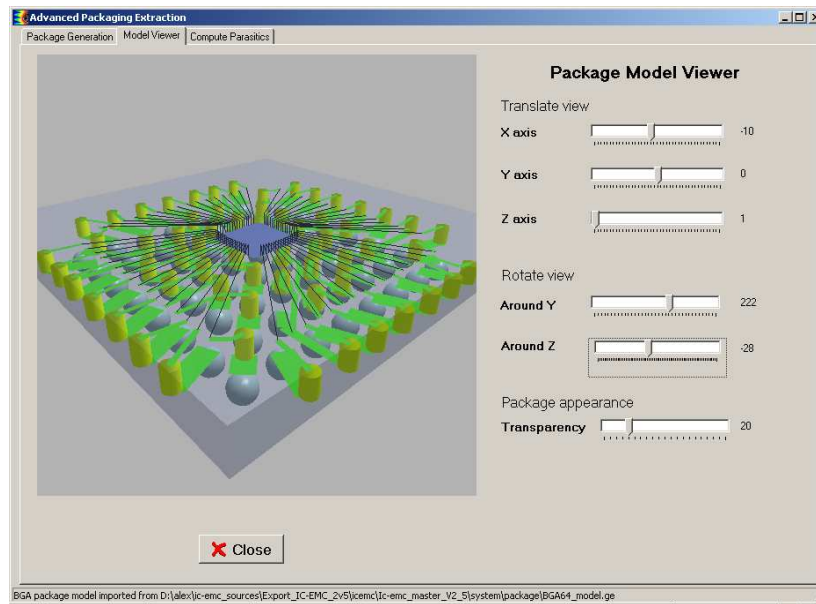 Advanced Packaging Extraction
Package Generation Model Viewer Compute Parasitics
Package Model Viewer
Translate view
X axis -10
Y axis 0
Z axis 1
Rotate view
Around Y 222
Around Z -28
Package appearance
Transparency 20
Close
BGA package model imported from D:\alex\ic-emc_sources\Export_IC-EMC_2v5\icemc\Ic-emc_master_V2_5\system\package\BGA64_model.ge